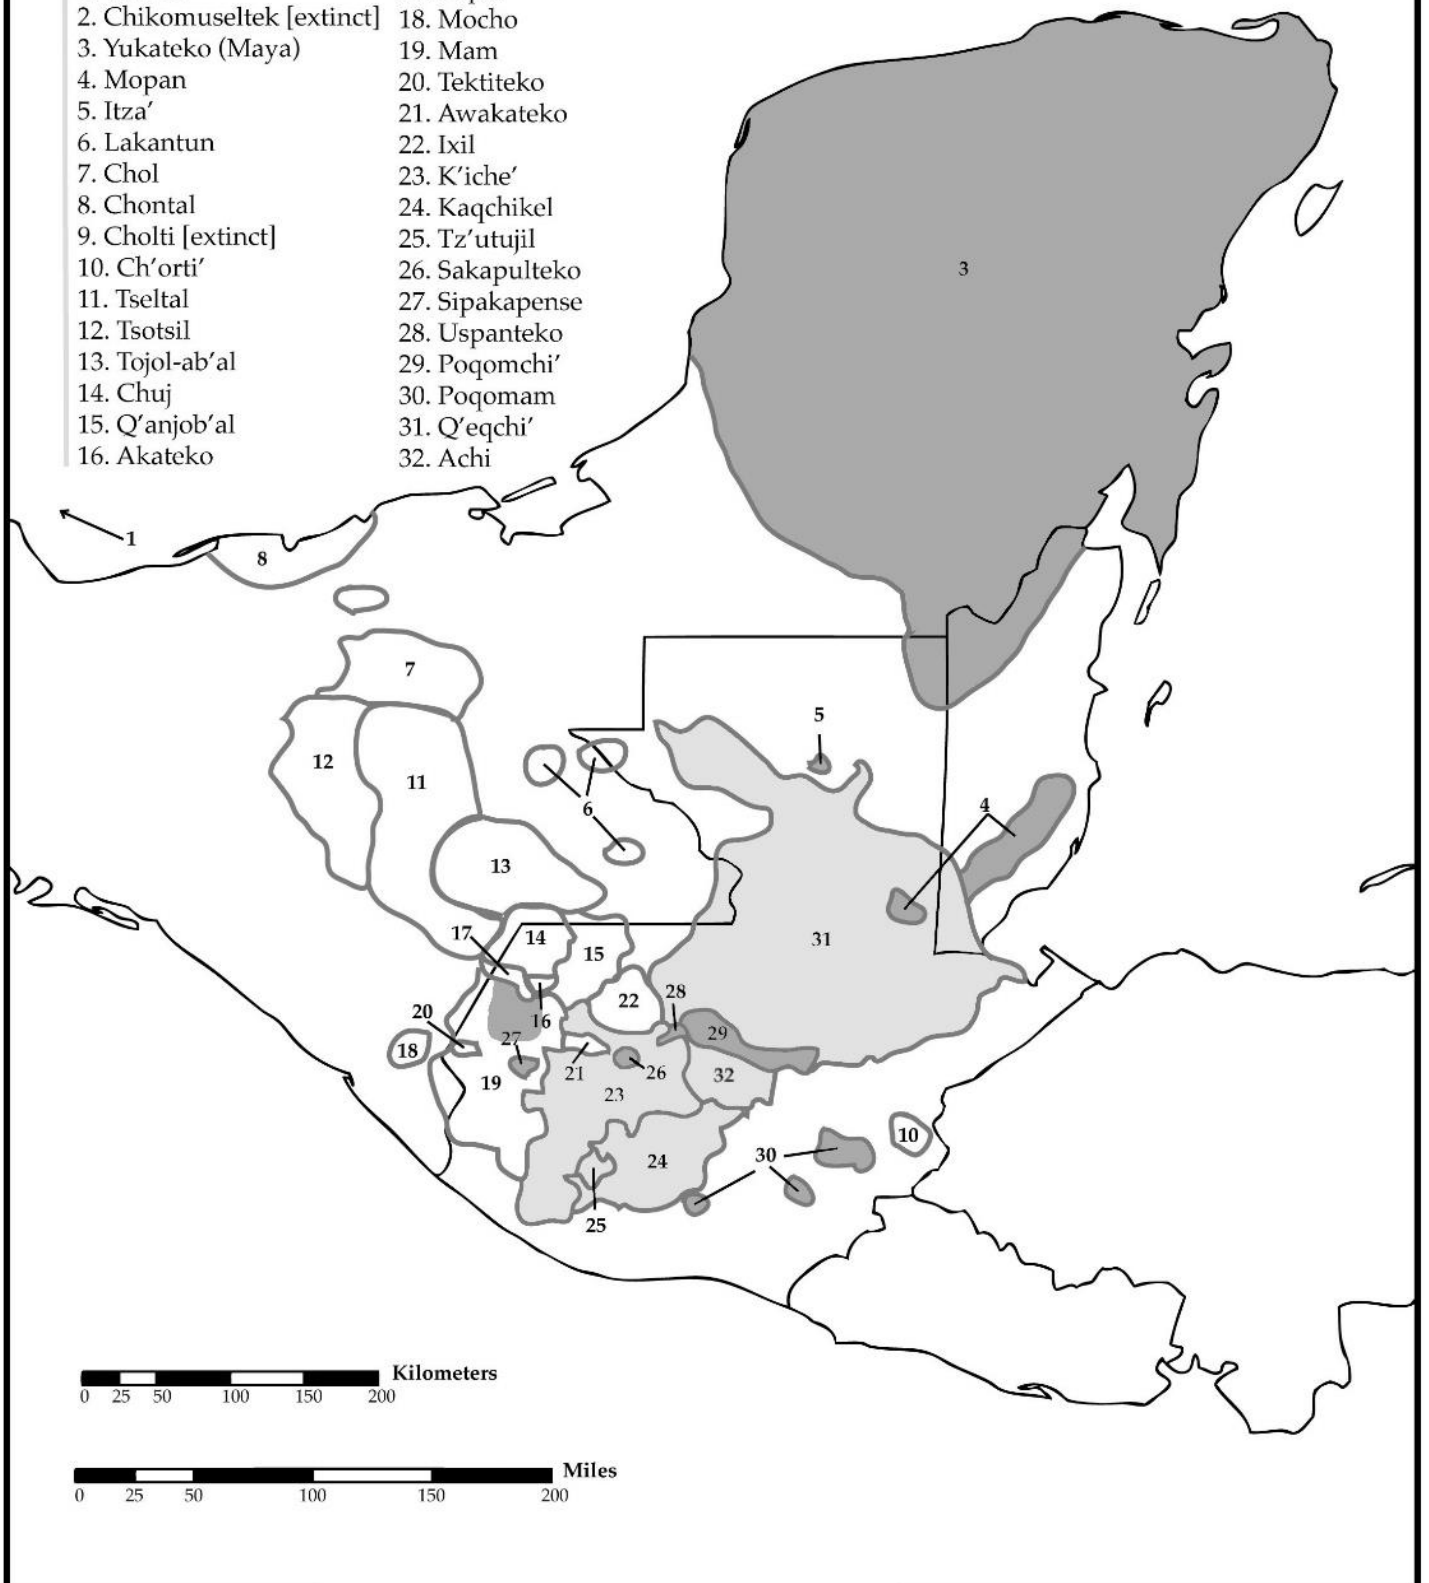 2. Chikomuseltek [extinct]
3. Yukateko (Maya)
4. Mopan
5. Itza’
6. Lakantun
7. Chol
8. Chontal
9. Cholti [extinct]
10. Ch’orti’
11. Tseltal
12. Tsotsil
13. Tojol-ab’al
14. Chuj
15. Q’anjob’al
16. Akateko
18. Mocho
19. Mam
20. Tektiteko
21. Awakateko
22. Ixil
23. K’iche’
24. Kaqchikel
25. Tz’utujil
26. Sakapulteko
27. Sipakapense
28. Uspanteko
29. Poqomchi’
30. Poqomam
31. Q’eqchi’
32. Achi
3
1
8
7
5
12
11
4
6
13
17
14
15
31
22
28
20
16
29
18
27
21
26
19
23
32
10
24
30
25
Kilometers
0 25 50 100 150 200
Miles
0 25 50 100 150 200